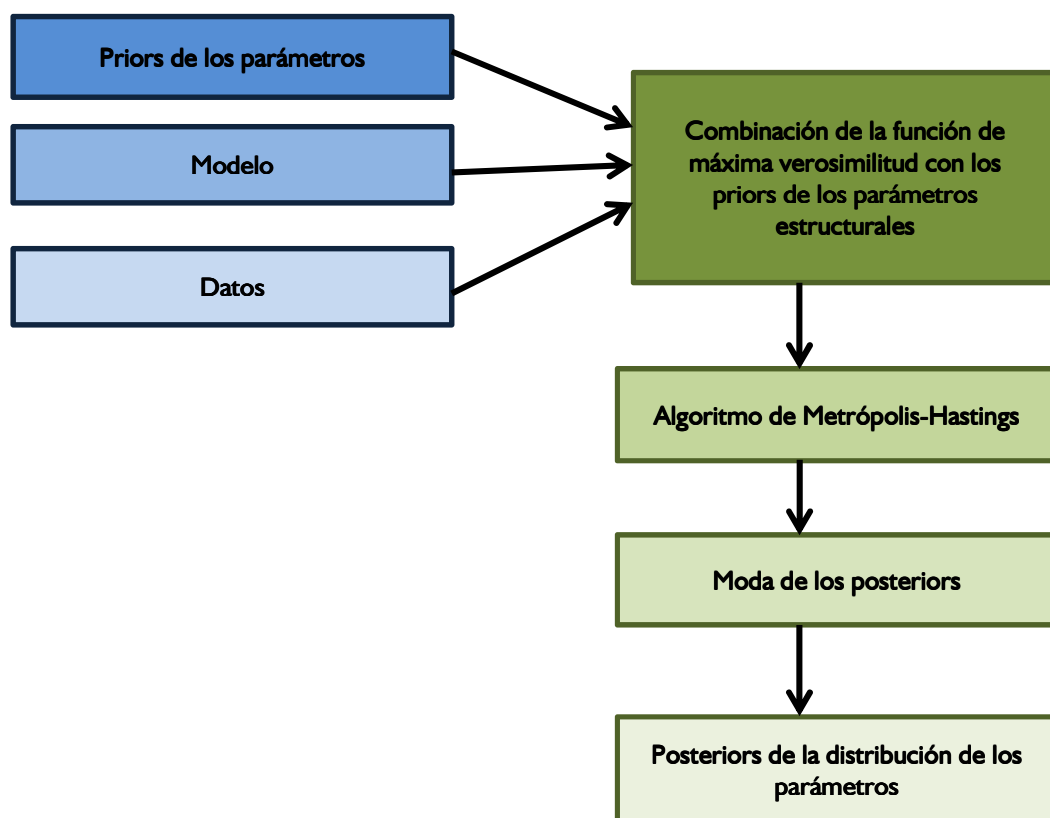 Priors de los parámetros
Modelo
Datos
Combinación de la función de
máxima verosimilitud con los
priors de los parámetros
estructurales
Algoritmo de Metrópolis-Hastings
Moda de los posteriors
Posteriors de la distribución de los
parámetros